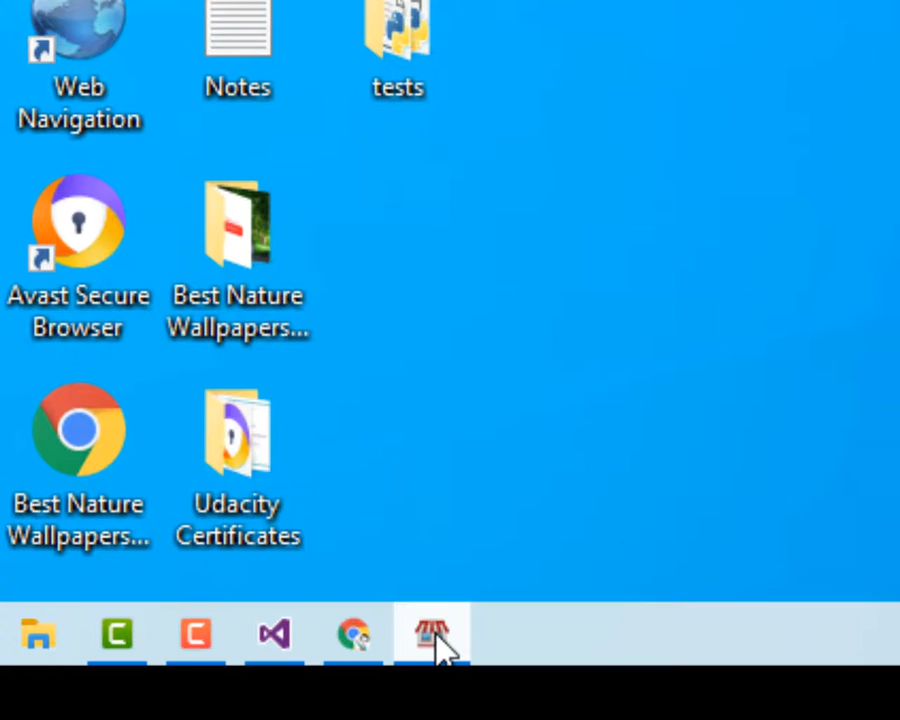 Web
Navigation
Notes
tests
Avast Secure
Browser
Best Nature
Wallpapers...
Best Nature
Wallpapers...
Udacity
Certificates